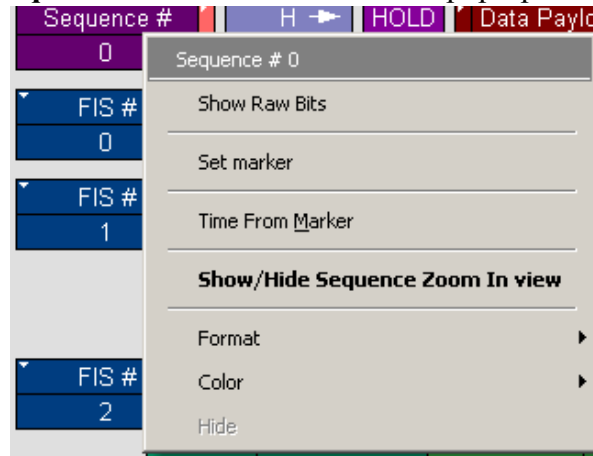 Sequence # H HOLD Data Paylo
0
Sequence # 0
FIS #
0
Show Raw Bits
Set marker
FIS #
1
Time From Marker
Show/Hide Sequence Zoom In view
Format
FIS #
2
Color
Hide